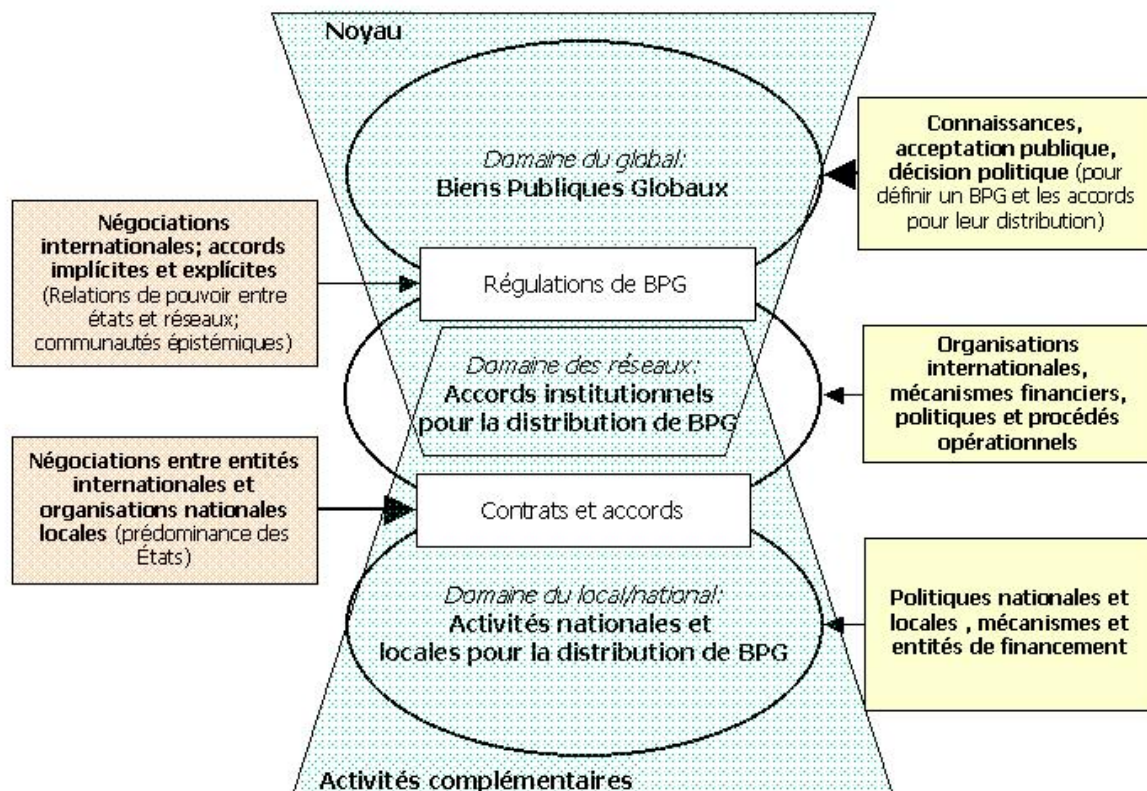 Noyau
Domaine du global:
Biens Publiques Globaux
Connaissances,
acceptation publique,
décision politique (pour
définir un BPG et les accords
pour leur distribution)
Négociations
internationales; accords
implícites et explícites
(Relations de pouvoir entre
états et réseaux;
communautés épistémiques)
Régulations de BPG
Domaine des réseaux:
Accords institutionnels
pour la distribution de BPG
Organisations
internationales,
mécanismes financiers,
politiques et procédés
opérationnels
Négociations entre entités
internationales et
organisations nationales
locales (prédominance des
États)
Contrats et accords
Domaine du local/national:
Activités nationales et
locales pour la distribution de BPG
Politiques nationales et
locales , mécanismes et
entités de financement
Activités complémentaires